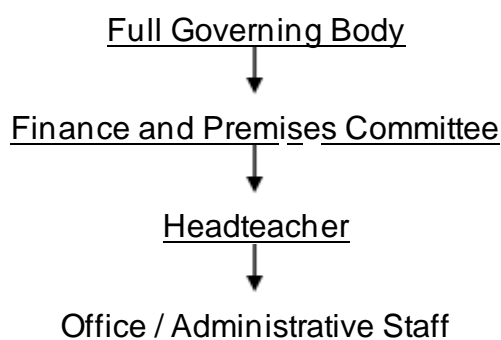 Full Governing Body
Finance and Premises Committee
Headteacher
Office / Administrative Staff